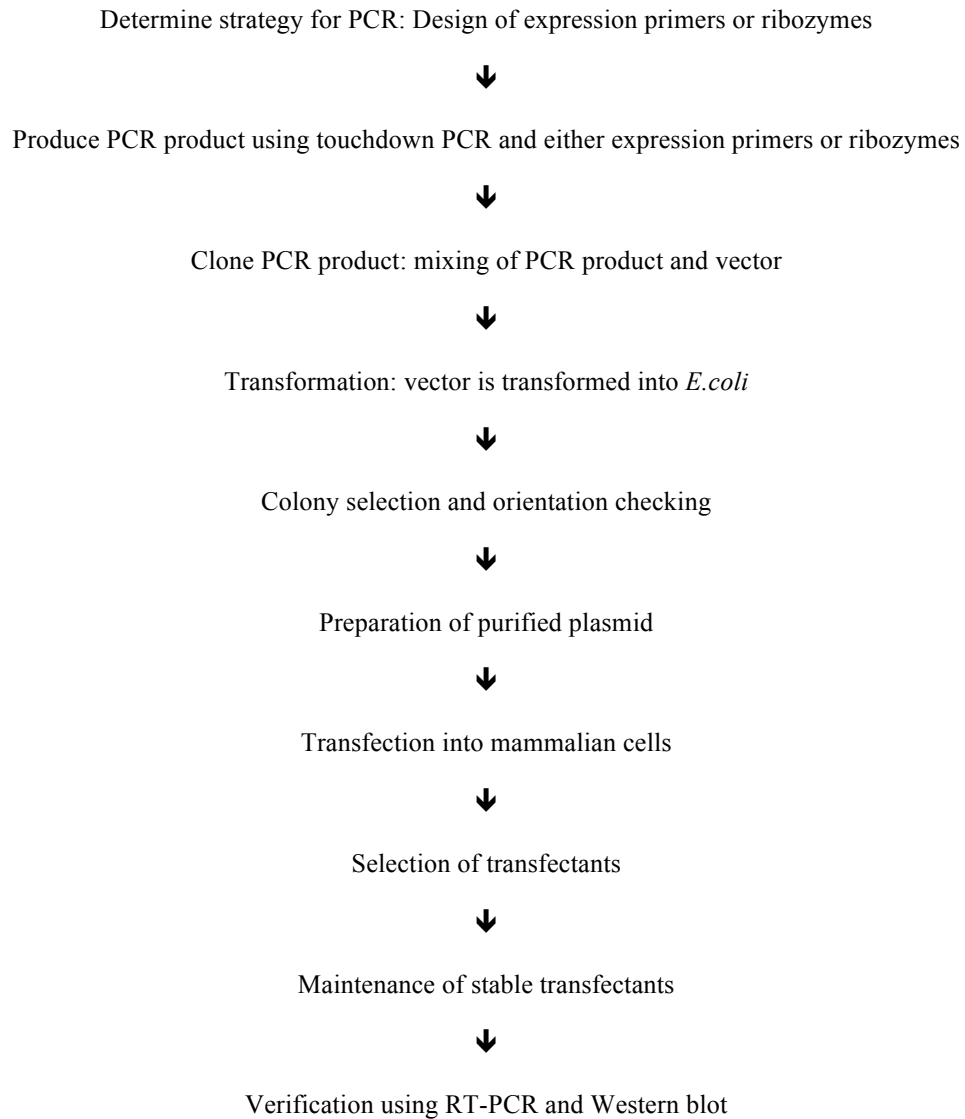 Determine strategy for PCR: Design of expression primers or ribozymes
Produce PCR product using touchdown PCR and either expression primers or ribozymes
Clone PCR product: mixing of PCR product and vector
Transformation: vector is transformed into E.coli
Colony selection and orientation checking
Preparation of purified plasmid
Transfection into mammalian cells
Selection of transfectants
Maintenance of stable transfectants
Verification using RT-PCR and Western blot